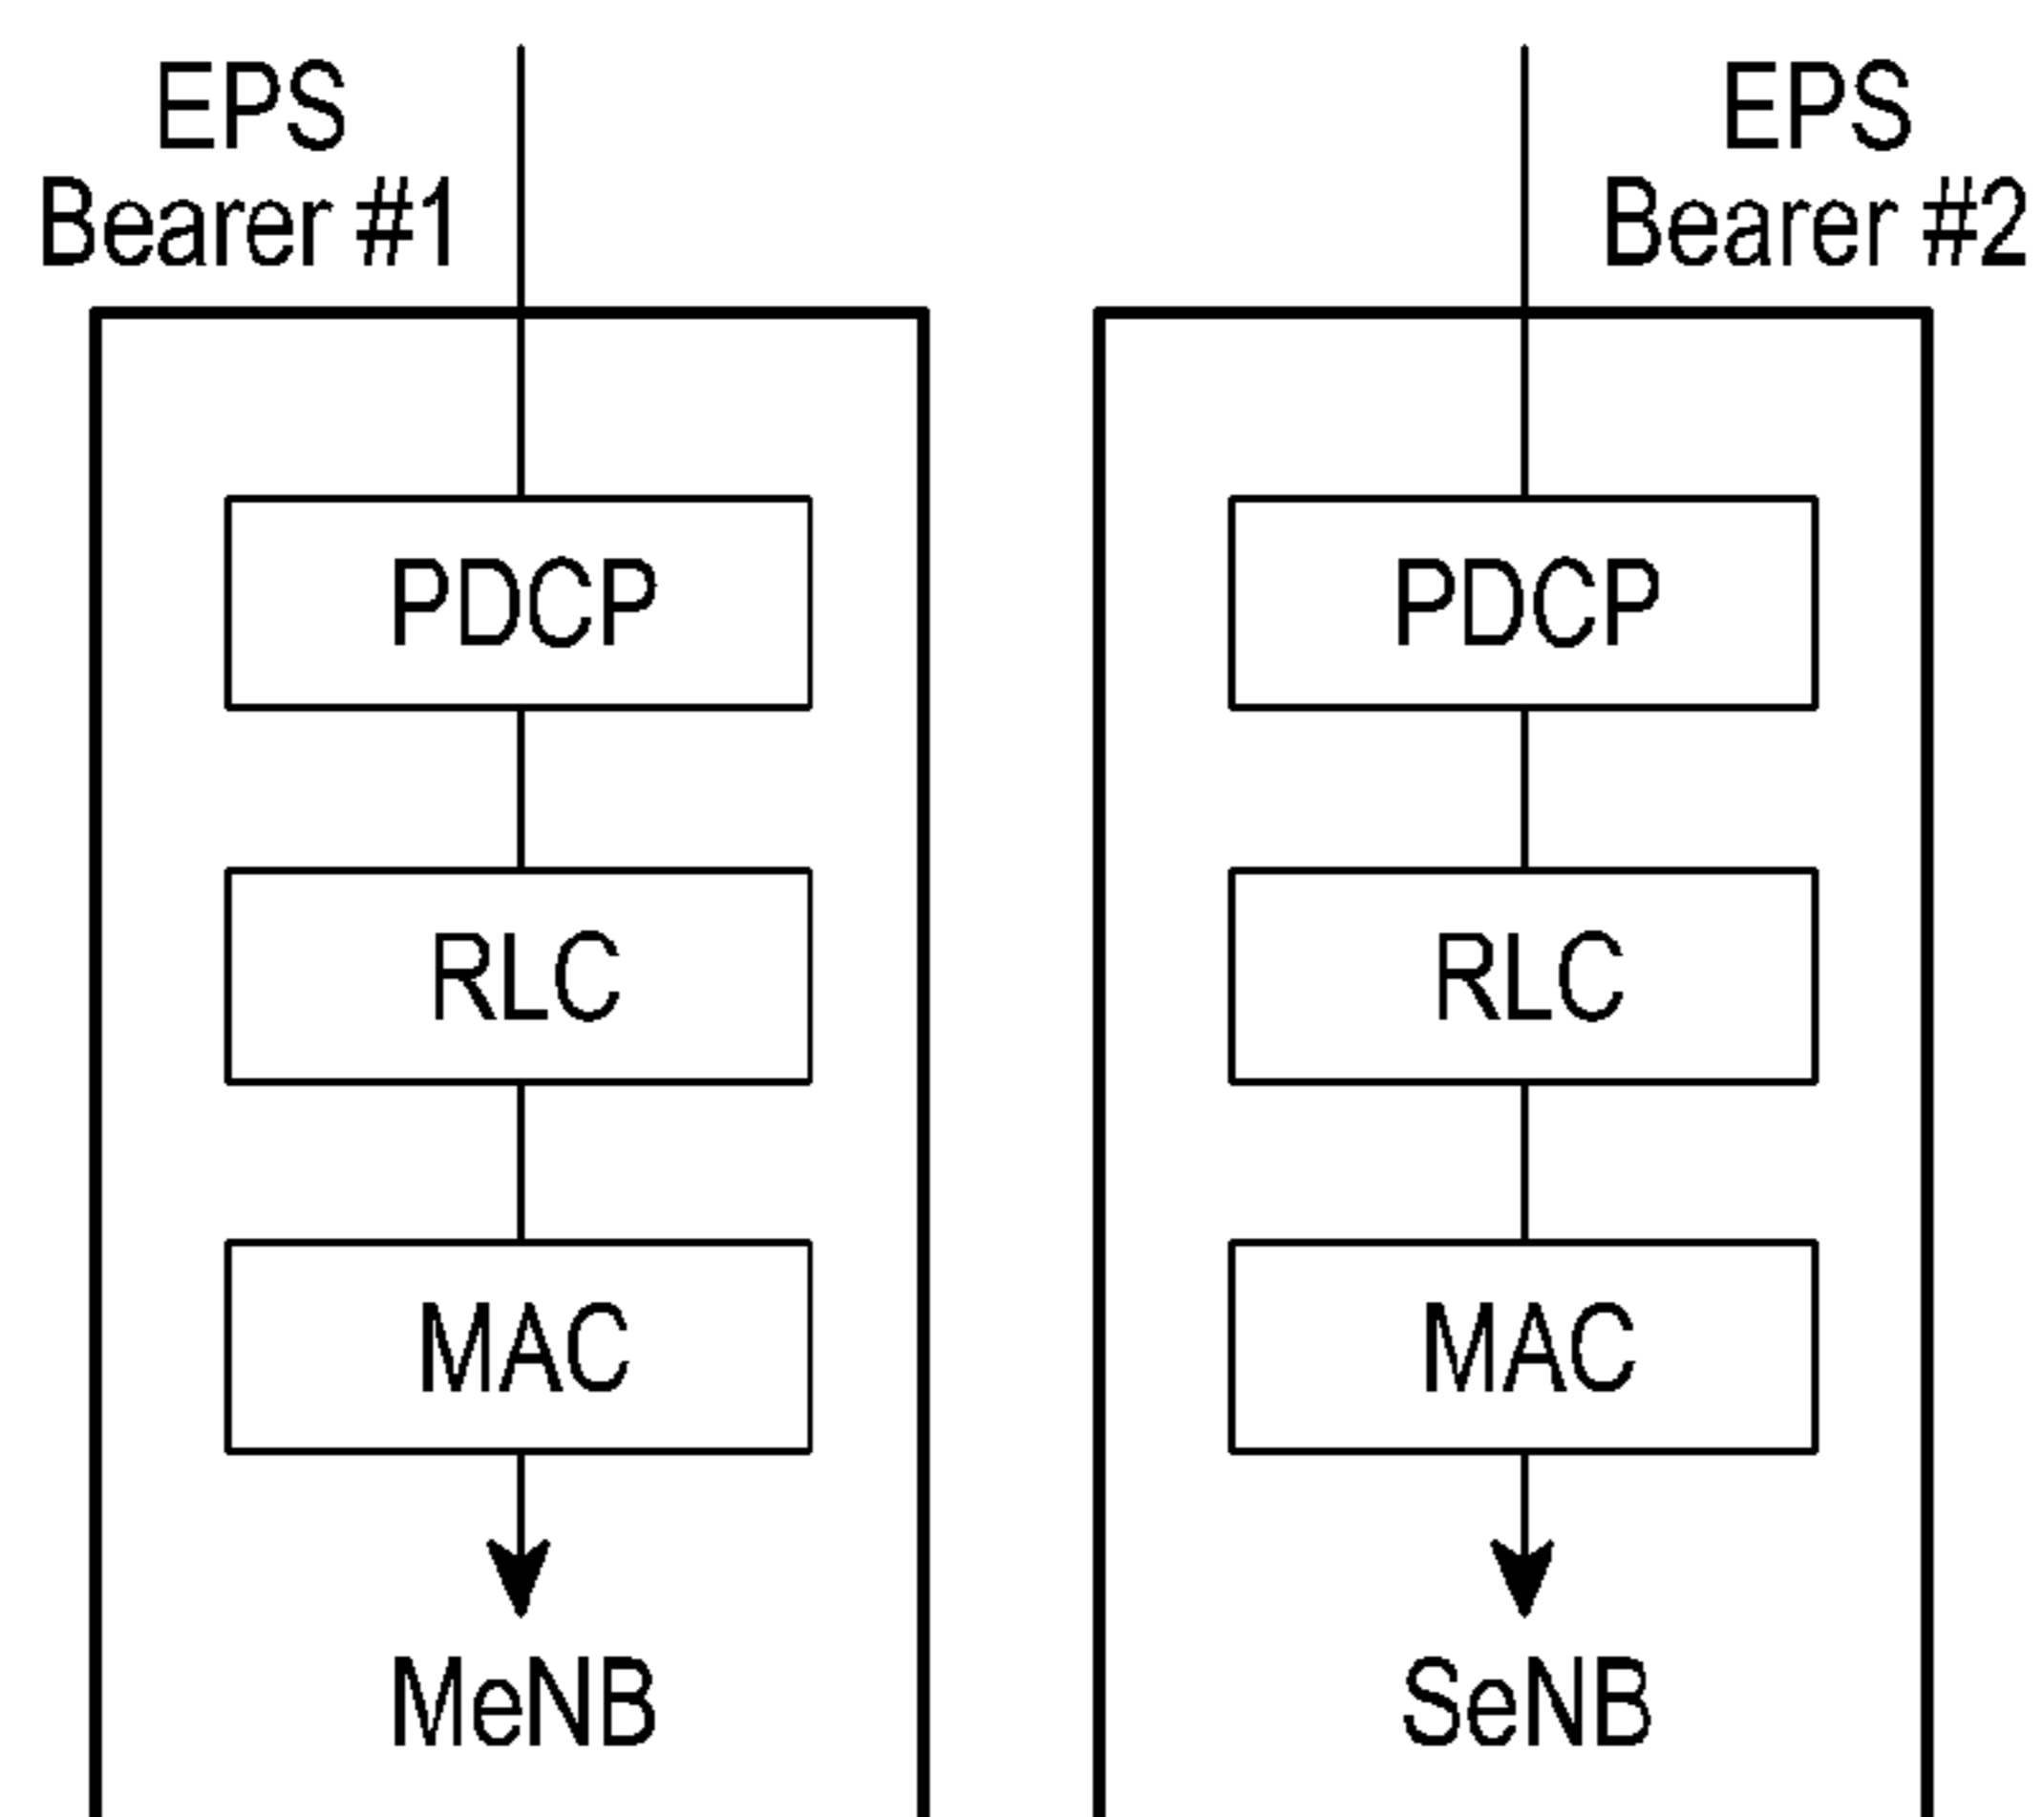 EPS
Bearer #1
PDCP
RLC
MAC
MeNB
EPS
Bearer #2
PDCP
RLC
MAC
SeNB